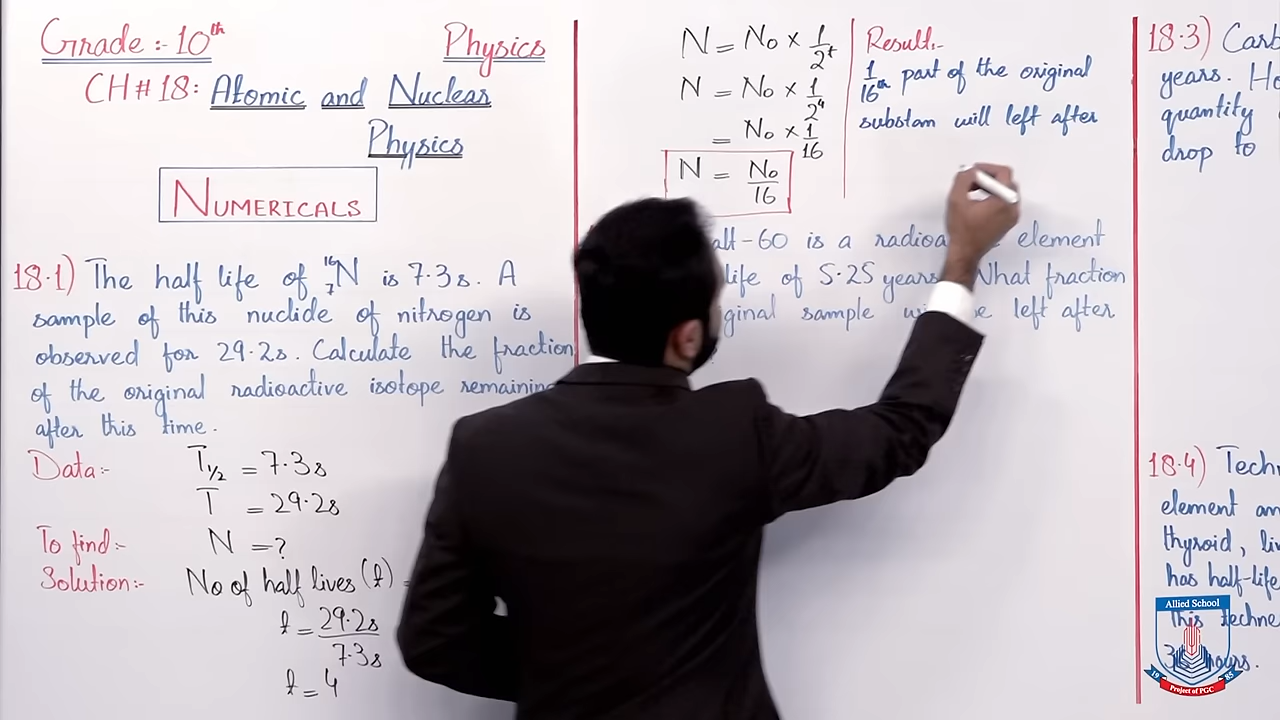 Grade :- 10th Physics
CH # 18: Atomic and Nuclear
Physics
NUMERICALS
18.1) The half life of ¹⁶₇N is 7.3s. A
sample of this nuclide of nitrogen is
observed for 29.2s. Calculate the fraction
of the original radioactive isotope remaining
after this time.
Data:- T½ = 7.3s
T = 29.2s
To find:- N = ?
Solution:- No of half lives (t) =
t = 29.2s / 7.3s
t = 4
N = No × 1/2^t
N = No × 1/2^4
= No × 1/16
N = No/16
Result:-
1/16th part of the original
substam will left after
-60 is a element
life of 5.25 years. What fraction
sample left after
18.3) Carb
years. Ho
quantity
drop to
18.4) Techn
element an
thyroid, li
has half-life
This techne
hours.
Allied School
19 85
Project of PGC